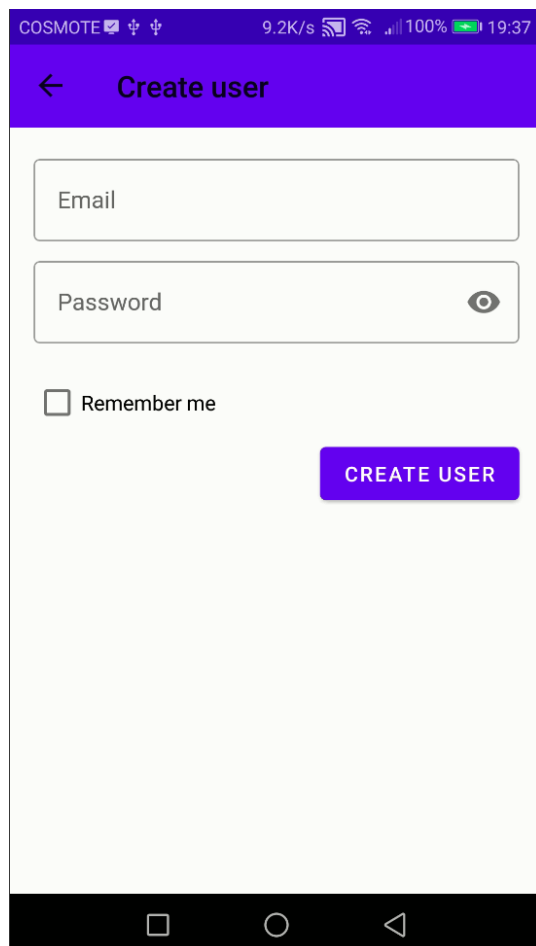 COSMOTE 9.2K/s 100% 19:37
Create user
Email
Password
Remember me
CREATE USER